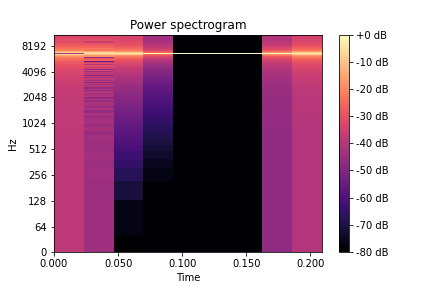 Power spectrogram
Hz
8192
4096
2048
1024
512
256
128
64
0
0.000
0.050
0.100
0.150
0.200
Time
+0 dB
-10 dB
-20 dB
-30 dB
-40 dB
-50 dB
-60 dB
-70 dB
-80 dB